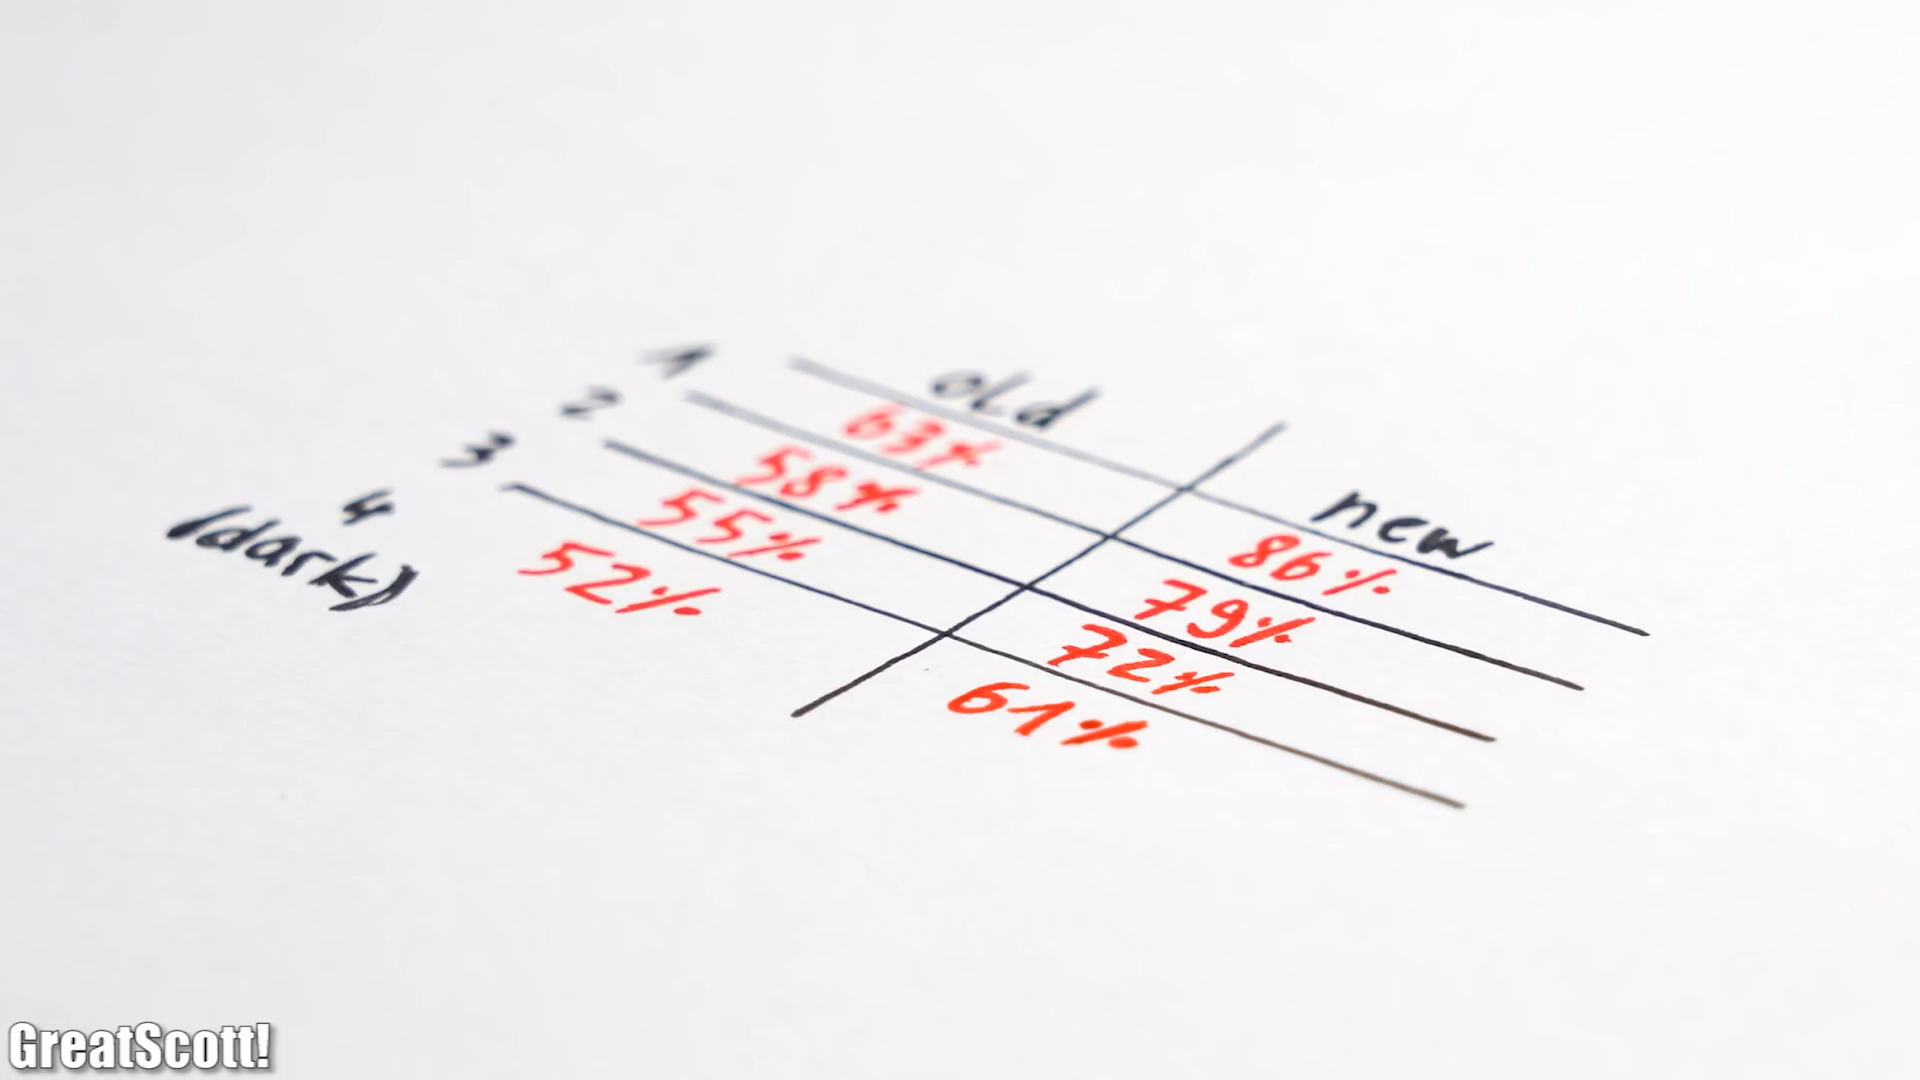 old new
1 63% 86%
2 58% 79%
3 55% 72%
4 52% 61%
(dark)
GreatScott!